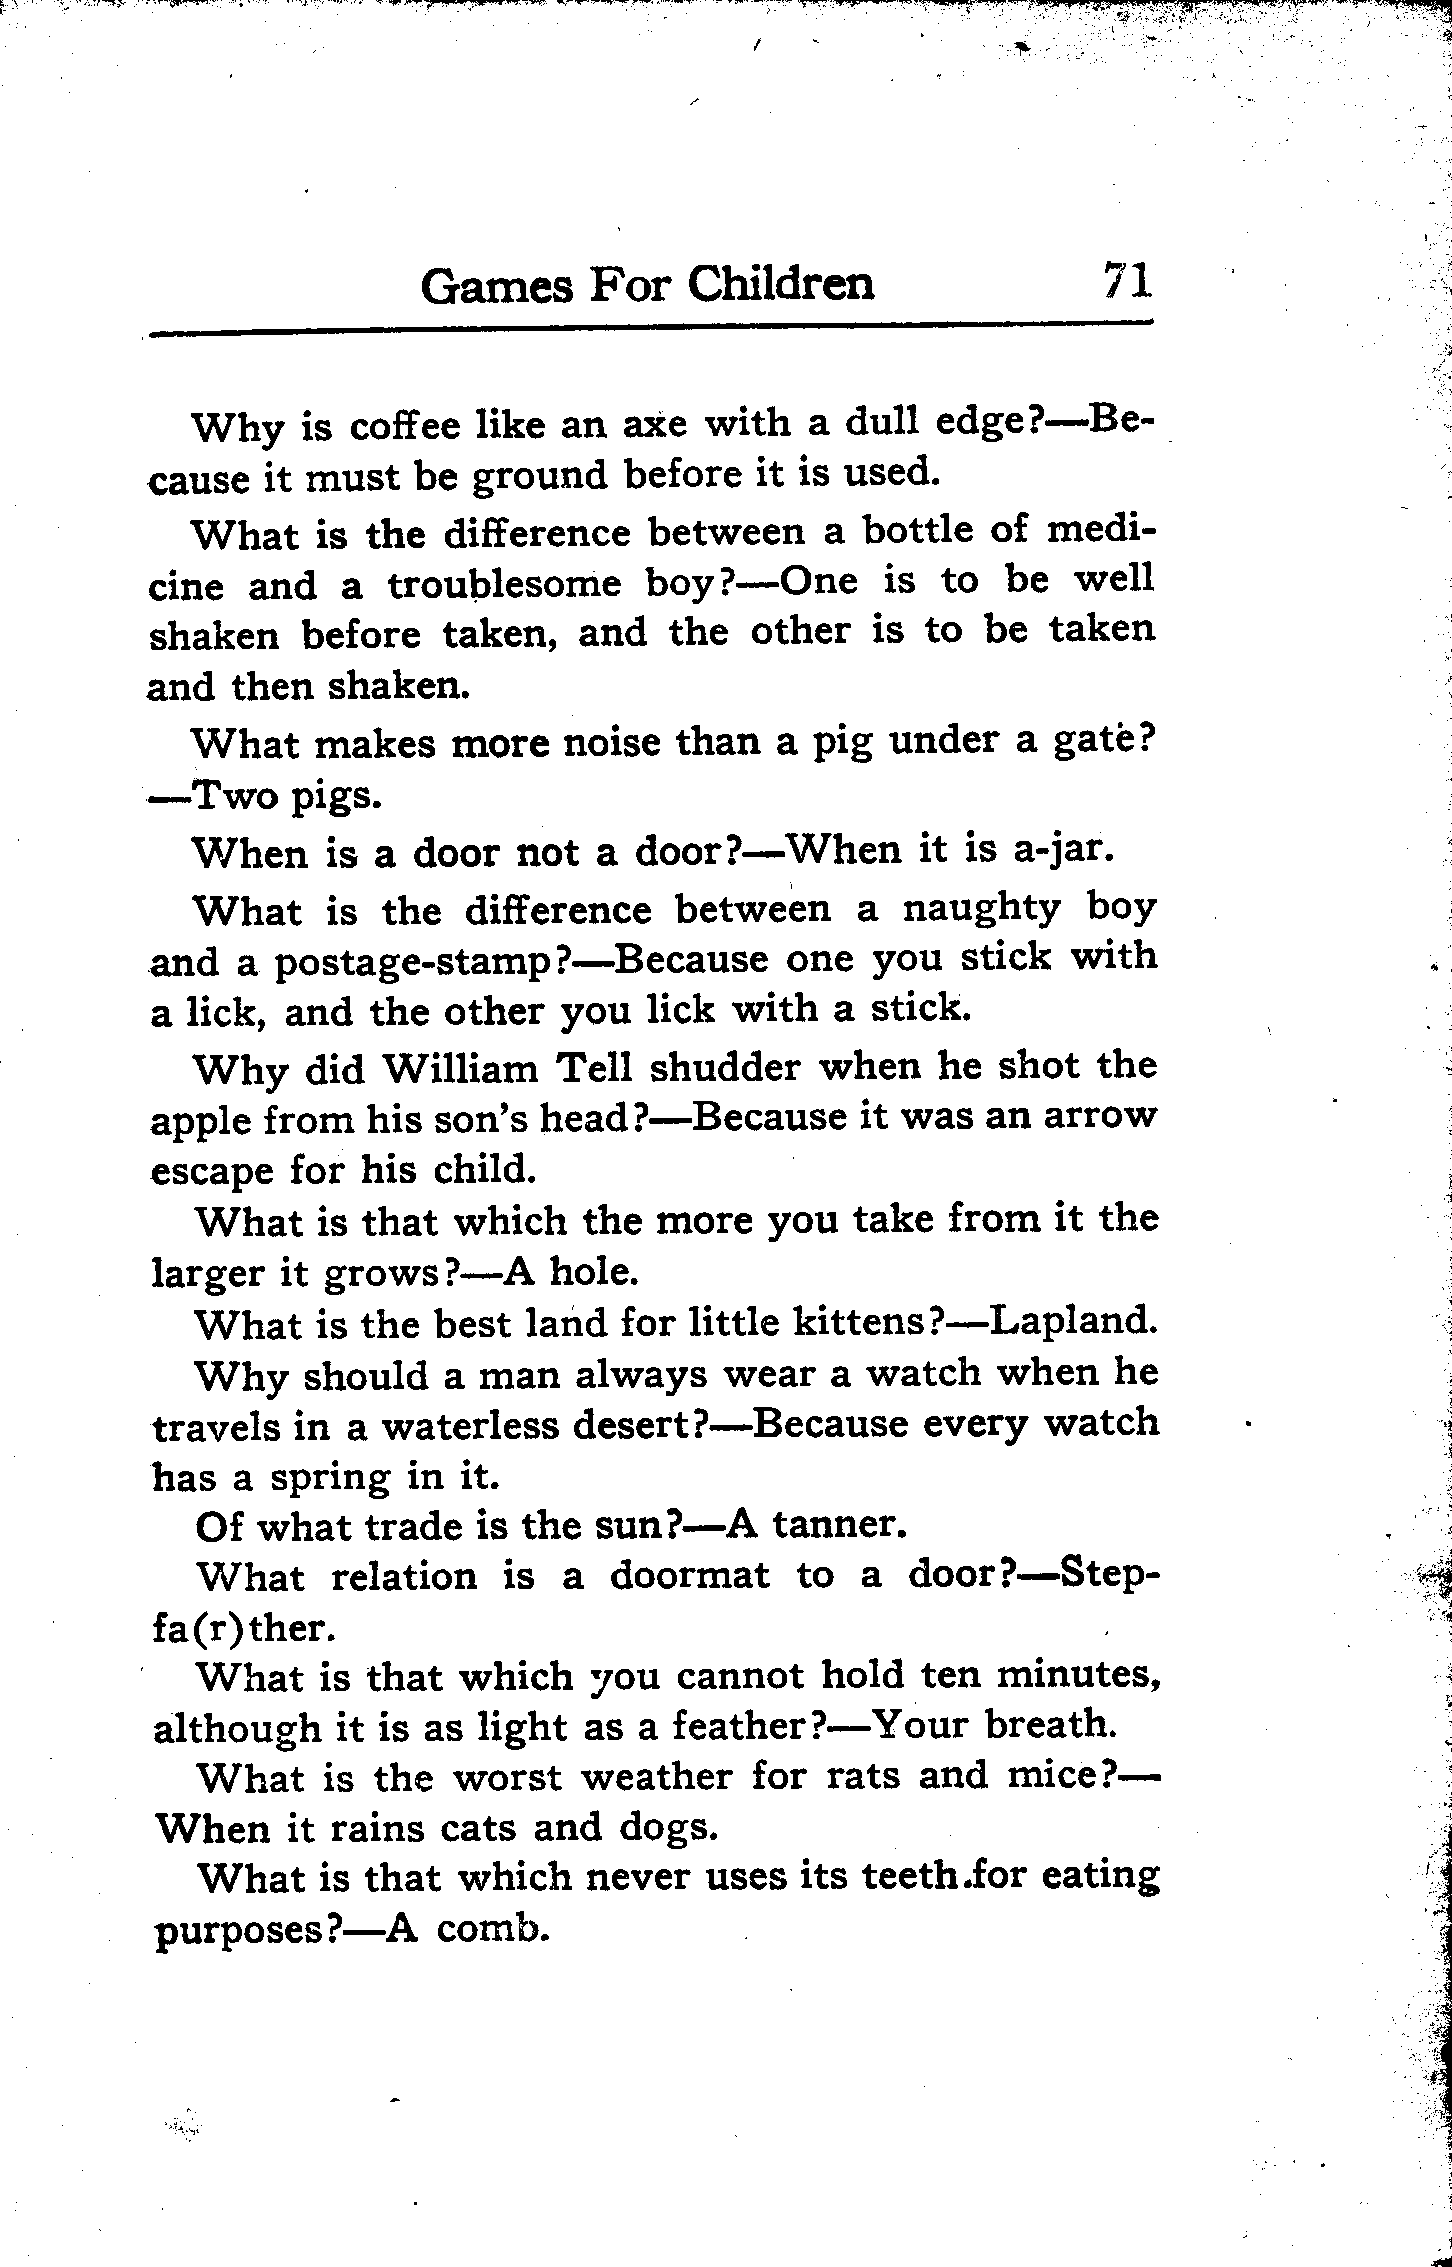 Games For Children 71
Why is coffee like an axe with a dull edge?—Be-
cause it must be ground before it is used.
What is the difference between a bottle of medi-
cine and a troublesome boy?—One is to be well
shaken before taken, and the other is to be taken
and then shaken.
What makes more noise than a pig under a gate?
—Two pigs.
When is a door not a door?—When it is a-jar.
What is the difference between a naughty boy
and a postage-stamp?—Because one you stick with
a lick, and the other you lick with a stick.
Why did William Tell shudder when he shot the
apple from his son's head?—Because it was an arrow
escape for his child.
What is that which the more you take from it the
larger it grows?—A hole.
What is the best land for little kittens?—Lapland.
Why should a man always wear a watch when he
travels in a waterless desert?—Because every watch
has a spring in it.
Of what trade is the sun?—A tanner.
What relation is a doormat to a door?—Step-
fa(r)ther.
What is that which you cannot hold ten minutes,
although it is as light as a feather?—Your breath.
What is the worst weather for rats and mice?—
When it rains cats and dogs.
What is that which never uses its teeth for eating
purposes?—A comb.